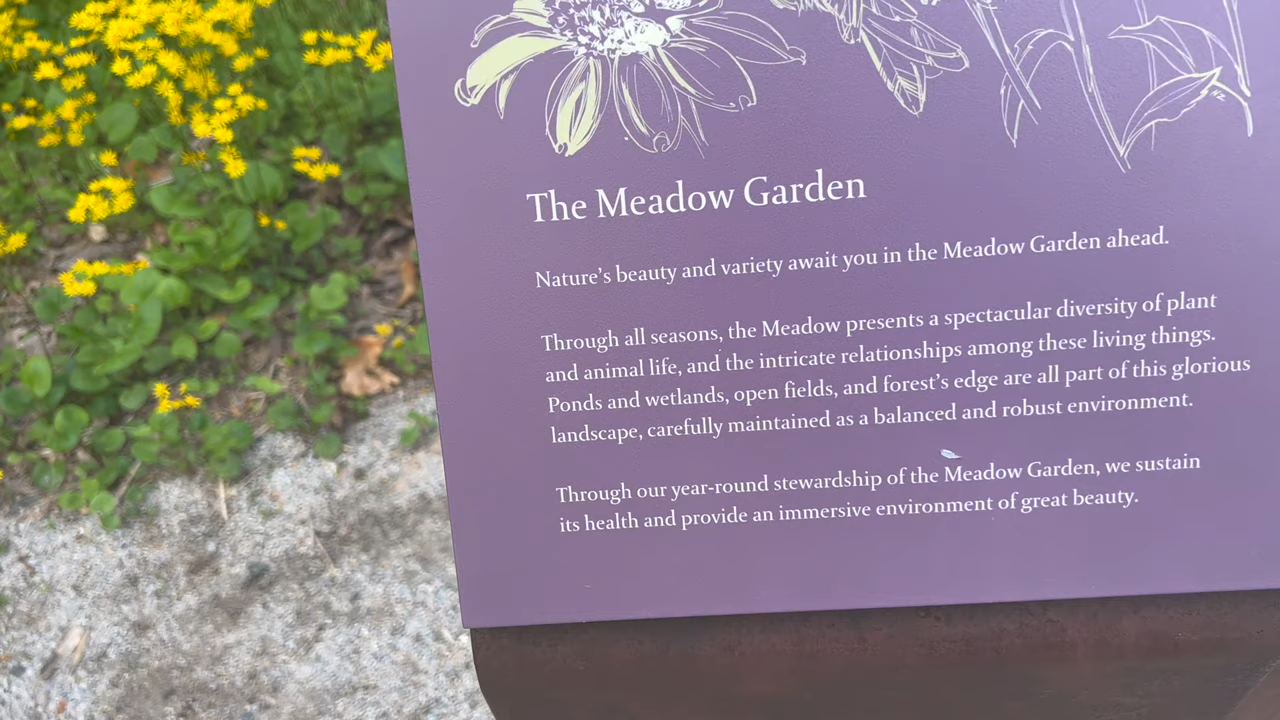 The Meadow Garden
Nature's beauty and variety await you in the Meadow Garden ahead.
Through all seasons, the Meadow presents a spectacular diversity of plant
and animal life, and the intricate relationships among these living things.
Ponds and wetlands, open fields, and forest's edge are all part of this glorious
landscape, carefully maintained as a balanced and robust environment.
Through our year-round stewardship of the Meadow Garden, we sustain
its health and provide an immersive environment of great beauty.